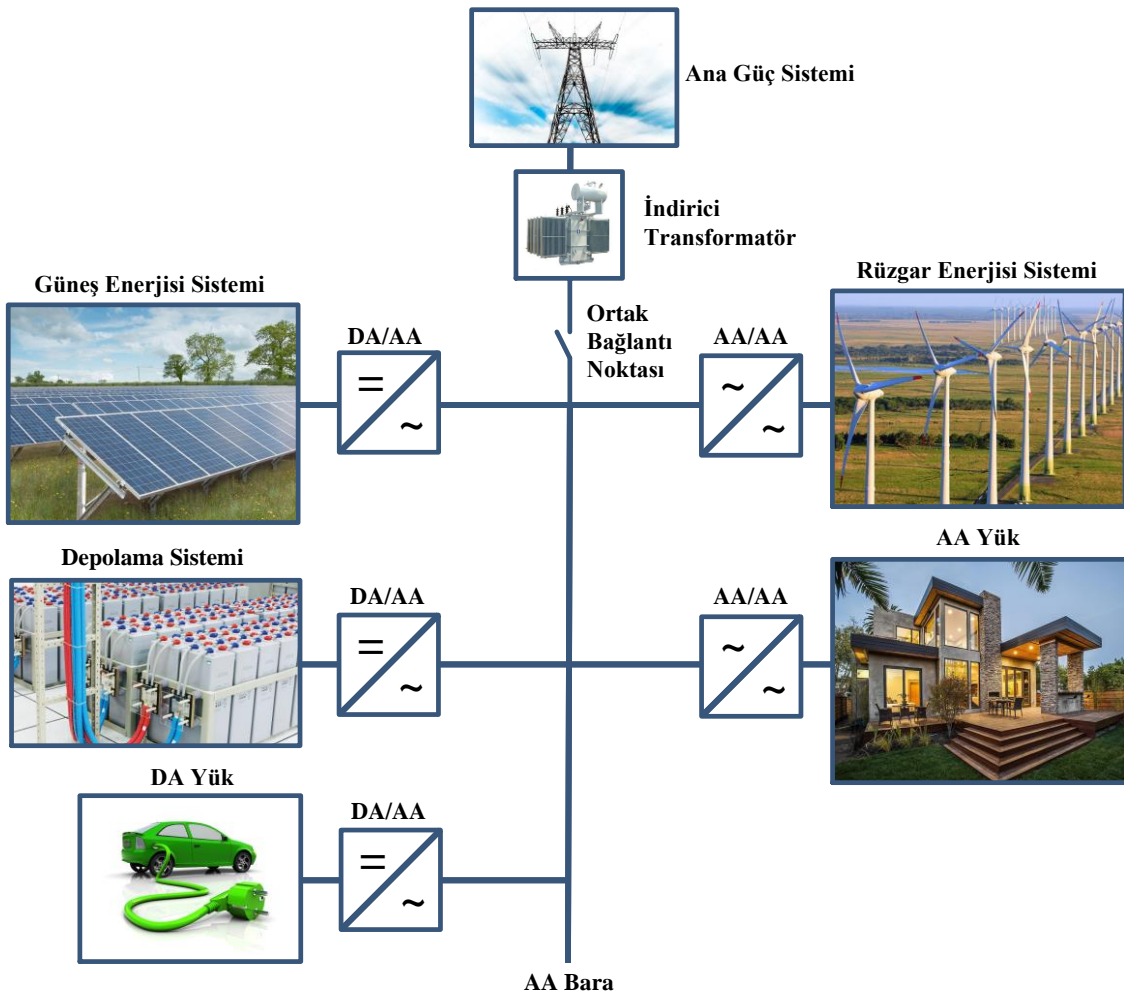 Ana Güç Sistemi
İndirici
Transformatör
Güneş Enerjisi Sistemi
Rüzgar Enerjisi Sistemi
Ortak
Bağlantı
Noktası
DA/AA
=
~
AA/AA
~
~
Depolama Sistemi
AA Yük
DA/AA
=
~
AA/AA
~
~
DA Yük
DA/AA
=
~
AA Bara